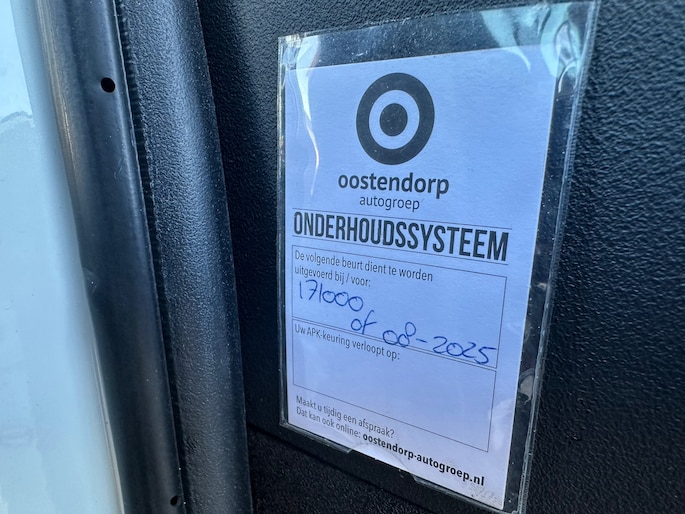 oostendorp
autogroep
ONDERHOUDSSYSTEEM
De volgende beurt dient te worden
uitgevoerd bij / voor:
171000
of 08-2025
Uw APK-keuring verloopt op:
Maakt u tijdig een afspraak?
Dat kan ook online: oostendorp-autogroep.nl